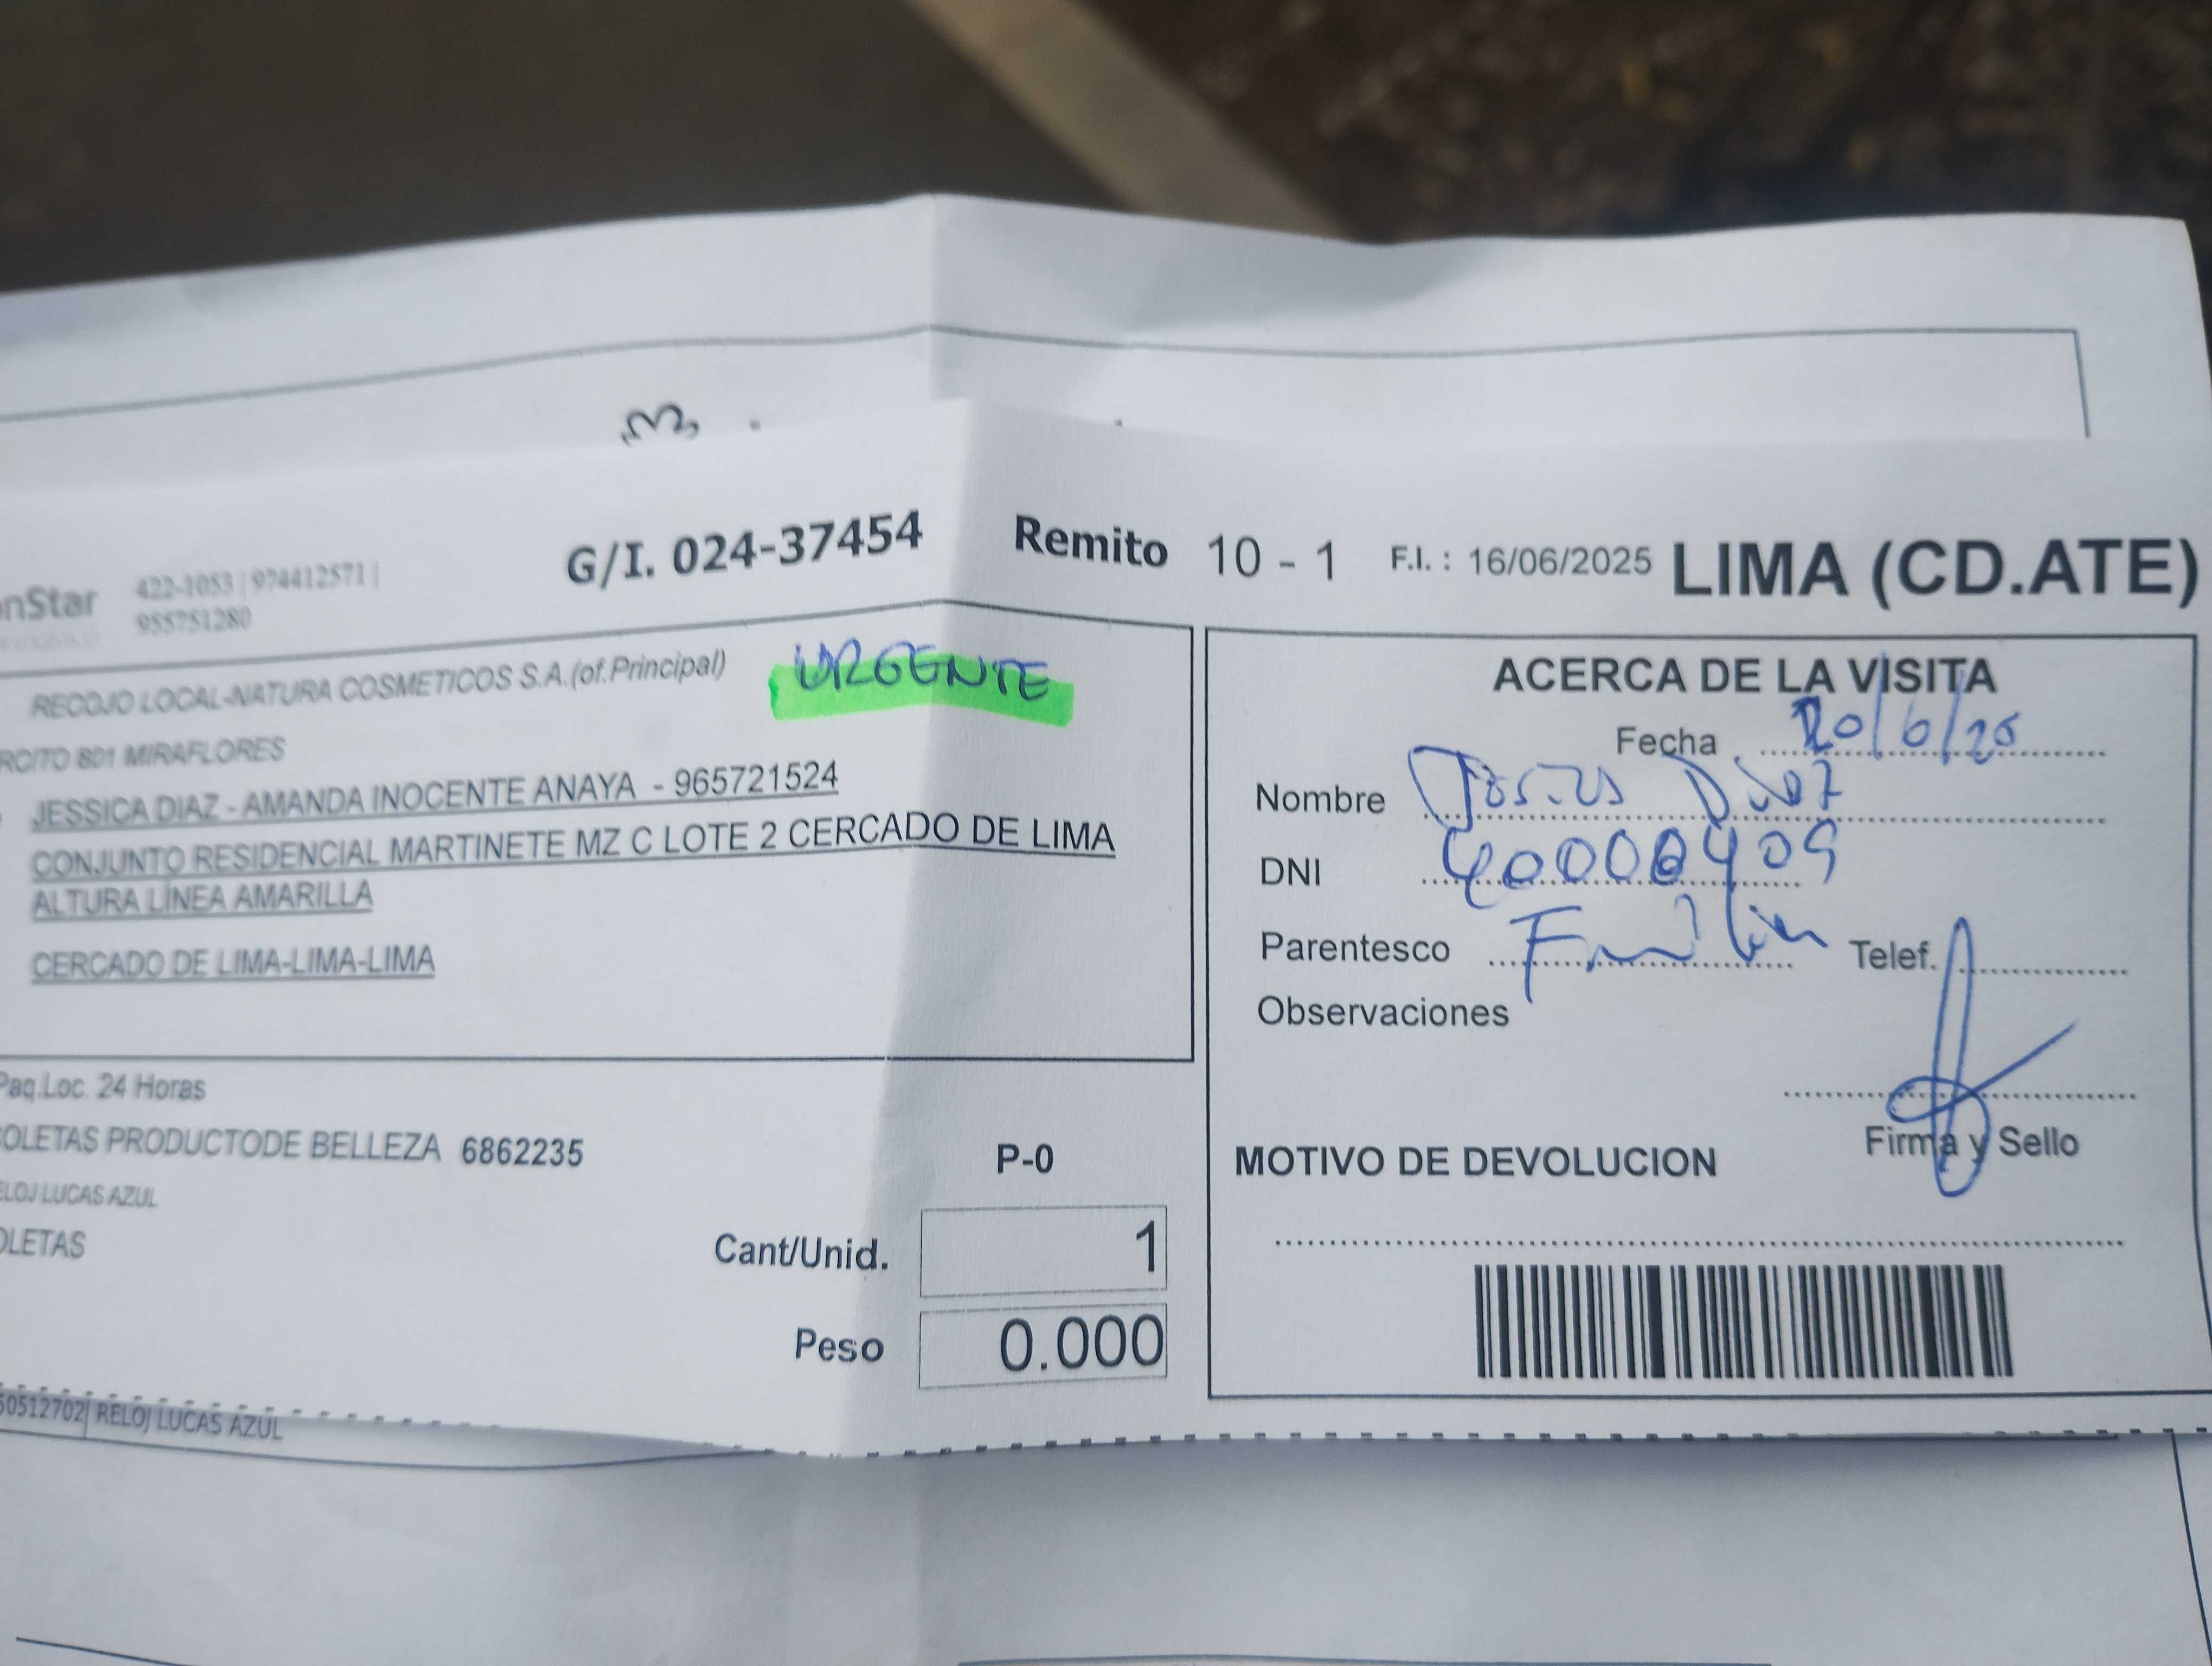 G/I. 024-37454 Remito 10 - 1 F.I. : 16/06/2025 LIMA (CD.ATE)
nStar 422-1053 | 974412571 |
955751280
RECOJO LOCAL-NATURA COSMETICOS S.A.(of.Principal) URGENTE
RCITO 801 MIRAFLORES
JESSICA DIAZ - AMANDA INOCENTE ANAYA - 965721524
CONJUNTO RESIDENCIAL MARTINETE MZ C LOTE 2 CERCADO DE LIMA
ALTURA LÍNEA AMARILLA
CERCADO DE LIMA-LIMA-LIMA
Paq.Loc. 24 Horas
OLETAS PRODUCTODE BELLEZA 6862235
P-0
ELOJ LUCAS AZUL
OLETAS
Cant/Unid. 1
Peso 0.000
50512702| RELOJ LUCAS AZUL
ACERCA DE LA VISITA
Fecha 20/6/25
Nombre
DNI 40000409
Parentesco Telef.
Observaciones
Firma y Sello
MOTIVO DE DEVOLUCION